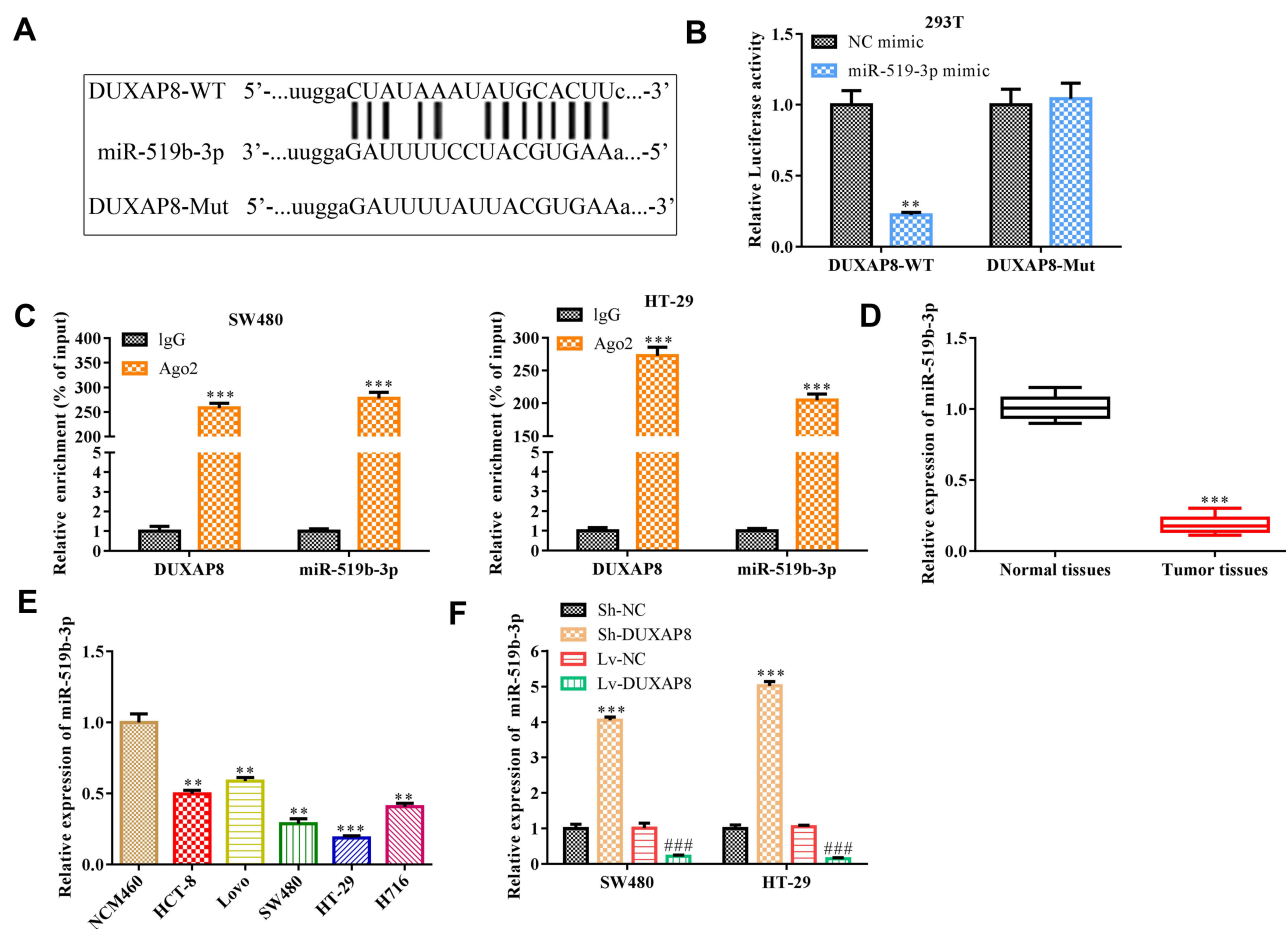 A
DUXAP8-WT 5’-...uuggaCUAUAAAUAUGCACUUc...-3’
miR-519b-3p 3’-...uuggaGAUUUUCCUACGUGAAa...-5’
DUXAP8-Mut 5’-...uuggaGAUUUUAUUACGUGAAa...-3’
B
293T
NC mimic
miR-519-3p mimic
Relative Luciferase activity
1.5
1.0
0.5
0.0
**
DUXAP8-WT DUXAP8-Mut
C
SW480
IgG
Ago2
Relative enrichment (% of input)
400
350
300
250
200
5
4
3
2
1
0
***
***
DUXAP8 miR-519b-3p
HT-29
IgG
Ago2
Relative enrichment (% of input)
300
250
200
150
100
5
4
3
2
1
0
***
***
DUXAP8 miR-519b-3p
D
Relative expression of miR-519b-3p
1.5
1.0
0.5
0.0
***
Normal tissues Tumor tissues
E
Relative expression of miR-519b-3p
1.5
1.0
0.5
0.0
** ** ** *** **
NCM460 HCT-8 Lovo SW480 HT-29 H716
F
Sh-NC
Sh-DUXAP8
Lv-NC
Lv-DUXAP8
Relative expression of miR-519b-3p
6
5
4
3
2
1
0
*** ### *** ###
SW480 HT-29